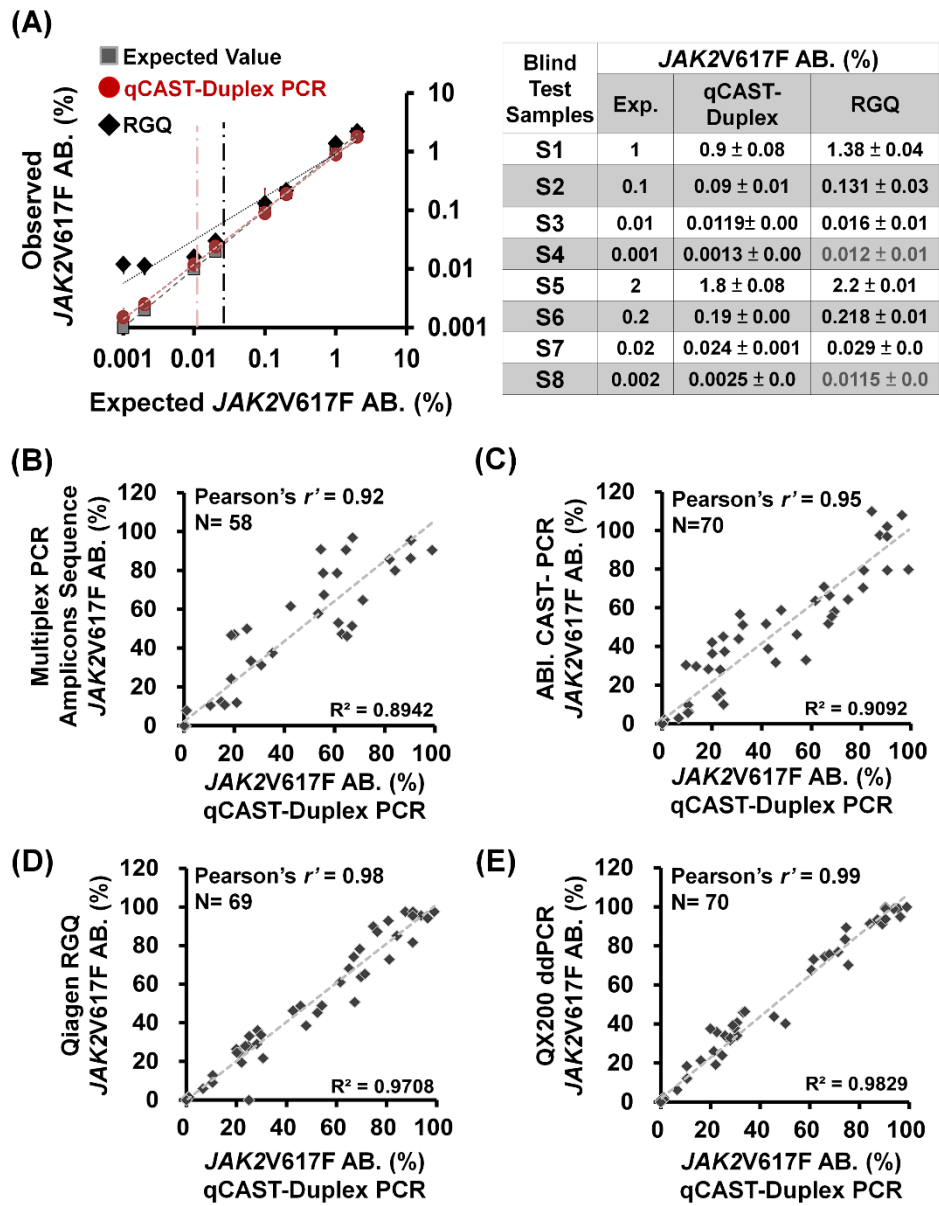 (A)
Expected Value
qCAST-Duplex PCR
RGQ
10
1
0.1
0.01
0.001
Observed
JAK2V617F AB. (%)
0.001 0.01 0.1 1 10
Expected JAK2V617F AB. (%)
Blind Test Samples
JAK2V617F AB. (%)
Exp. qCAST-Duplex RGQ
S1 1 0.9 ± 0.08 1.38 ± 0.04
S2 0.1 0.09 ± 0.01 0.131 ± 0.03
S3 0.01 0.0119± 0.00 0.016 ± 0.01
S4 0.001 0.0013 ± 0.00 0.012 ± 0.01
S5 2 1.8 ± 0.08 2.2 ± 0.01
S6 0.2 0.19 ± 0.00 0.218 ± 0.01
S7 0.02 0.024 ± 0.001 0.029 ± 0.0
S8 0.002 0.0025 ± 0.0 0.0115 ± 0.0
(B)
Multiplex PCR
Amplicons Sequence
JAK2V617F AB. (%)
120
100
80
60
40
20
0
Pearson's r' = 0.92
N= 58
R² = 0.8942
0 20 40 60 80 100
JAK2V617F AB. (%)
qCAST-Duplex PCR
(C)
ABI. CAST- PCR
JAK2V617F AB. (%)
120
100
80
60
40
20
0
Pearson's r' = 0.95
N=70
R² = 0.9092
0 20 40 60 80 100
JAK2V617F AB. (%)
qCAST-Duplex PCR
(D)
Qiagen RGQ
JAK2V617F AB. (%)
120
100
80
60
40
20
0
Pearson's r' = 0.98
N= 69
R² = 0.9708
0 20 40 60 80 100
JAK2V617F AB. (%)
qCAST-Duplex PCR
(E)
QX200 ddPCR
JAK2V617F AB. (%)
120
100
80
60
40
20
0
Pearson's r' = 0.99
N= 70
R² = 0.9829
0 20 40 60 80 100
JAK2V617F AB. (%)
qCAST-Duplex PCR